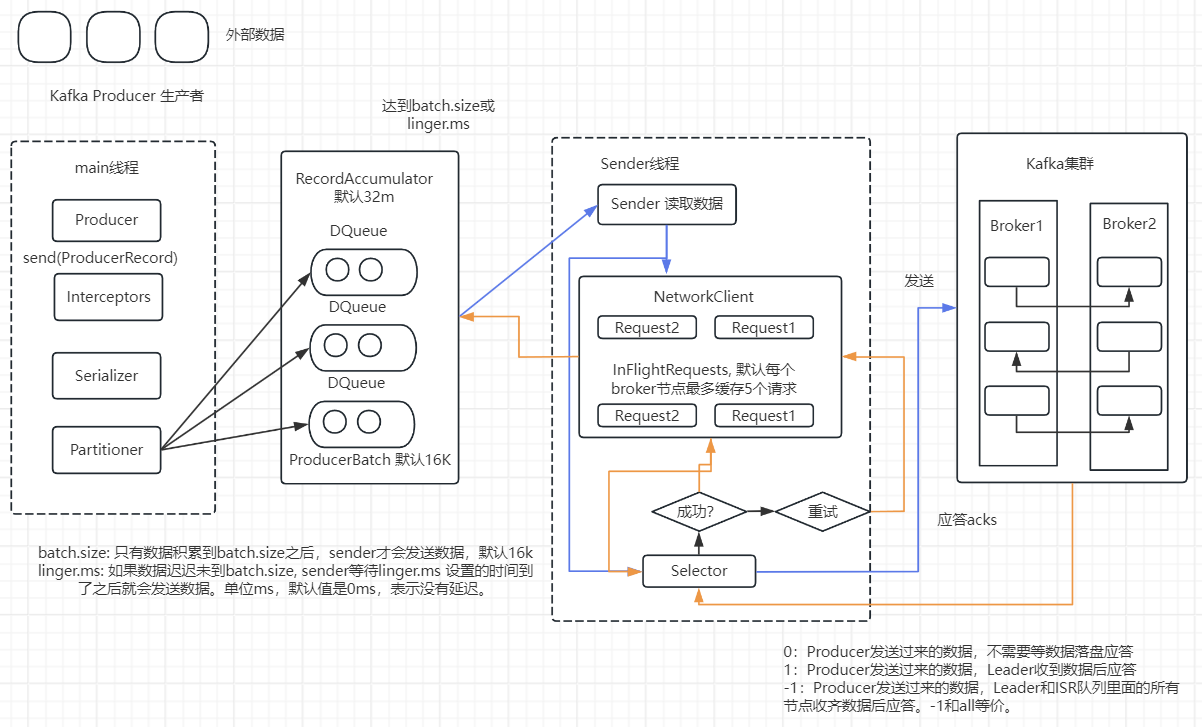 外部数据
Kafka Producer 生产者
达到batch.size或
linger.ms
main线程
Producer
send(ProducerRecord)
Interceptors
Serializer
Partitioner
RecordAccumulator
默认32m
DQueue
DQueue
DQueue
ProducerBatch 默认16K
Sender线程
Sender 读取数据
NetworkClient
Request2
Request1
InFlightRequests, 默认每个
broker节点最多缓存5个请求
Request2
Request1
成功?
重试
Selector
发送
应答acks
Kafka集群
Broker1
Broker2
batch.size: 只有数据积累到batch.size之后，sender才会发送数据，默认16k
linger.ms: 如果数据迟迟未到batch.size, sender等待linger.ms 设置的时间到
了之后就会发送数据。单位ms，默认值是0ms，表示没有延迟。
0：Producer发送过来的数据，不需要等数据落盘应答
1：Producer发送过来的数据，Leader收到数据后应答
-1：Producer发送过来的数据，Leader和ISR队列里面的所有
节点收齐数据后应答。-1和all等价。